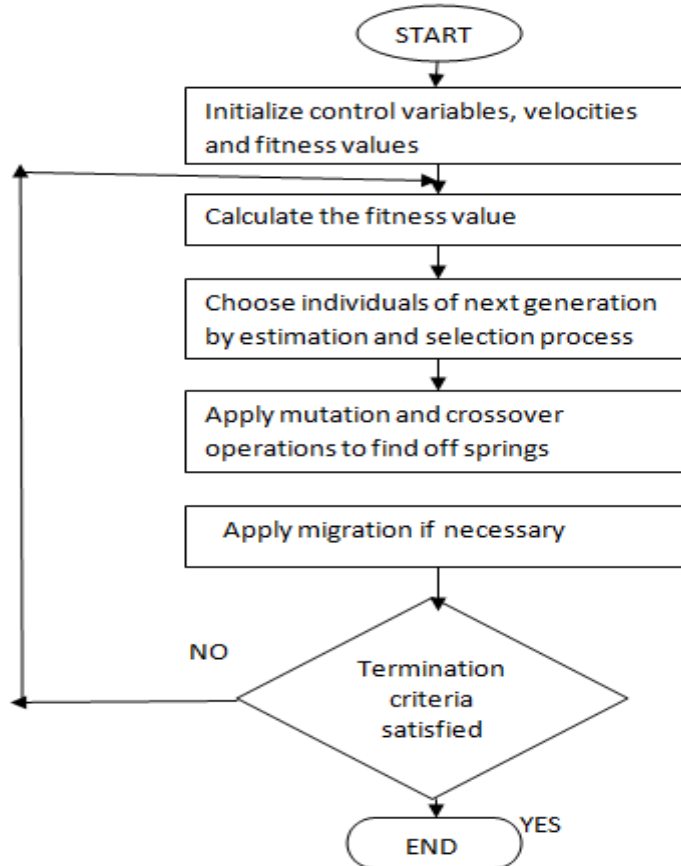 START
Initialize control variables, velocities
and fitness values
Calculate the fitness value
Choose individuals of next generation
by estimation and selection process
Apply mutation and crossover
operations to find off springs
Apply migration if necessary
NO
Termination
criteria
satisfied
YES
END